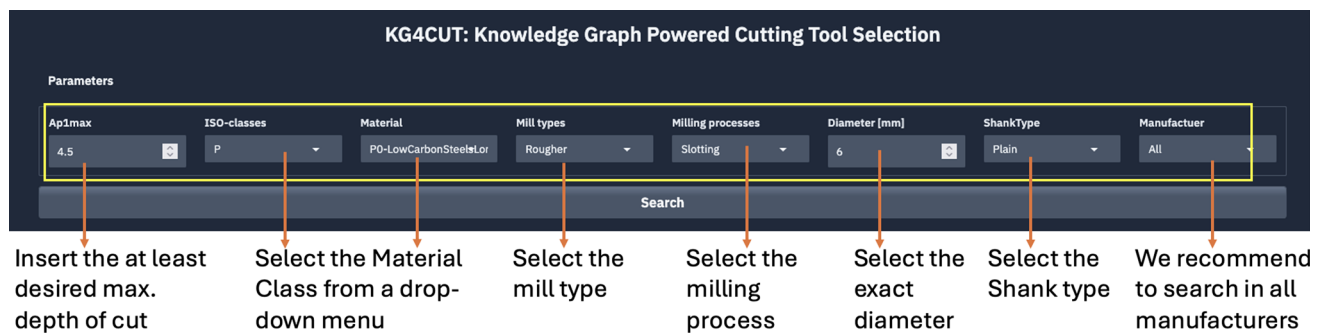 KG4CUT: Knowledge Graph Powered Cutting Tool Selection
Parameters
Ap1max ISO-classes Material Mill types Milling processes Diameter [mm] ShankType Manufactuer
4.5 P P0-LowCarbonSteels-Lor Rougher Slotting 6 Plain All
Search
Insert the at least Select the Material Select the Select the Select the Select the We recommend
desired max. Class from a drop- mill type milling exact Shank type to search in all
depth of cut down menu process diameter manufacturers